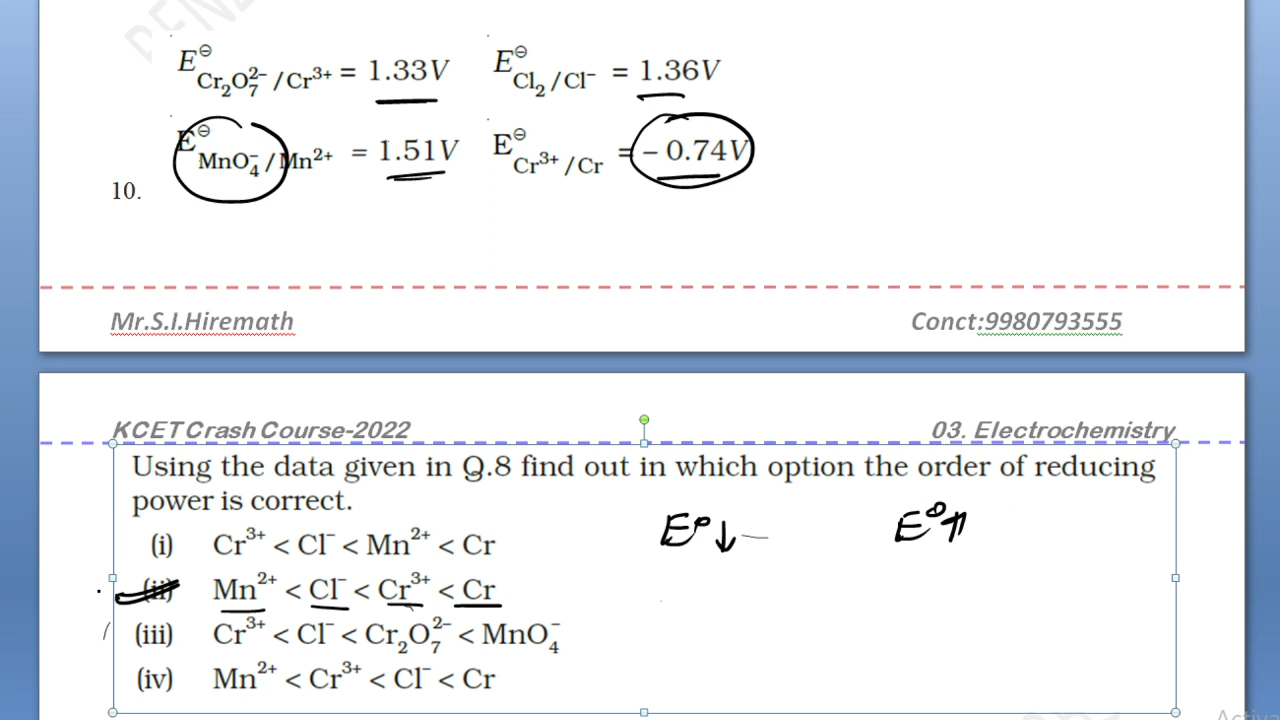 E⊖Cr₂O₇²⁻/Cr³⁺ = 1.33V E⊖Cl₂/Cl⁻ = 1.36V
E⊖MnO₄⁻/Mn²⁺ = 1.51V E⊖Cr³⁺/Cr = – 0.74V
10.
Mr.S.I.Hiremath Conct:9980793555
KCET Crash Course-2022 03. Electrochemistry
Using the data given in Q.8 find out in which option the order of reducing
power is correct.
(i) Cr³⁺ < Cl⁻ < Mn²⁺ < Cr
E⁰↓ E⁰↑
(ii) Mn²⁺ < Cl⁻ < Cr³⁺ < Cr
(iii) Cr³⁺ < Cl⁻ < Cr₂O₇²⁻ < MnO₄⁻
(iv) Mn²⁺ < Cr³⁺ < Cl⁻ < Cr